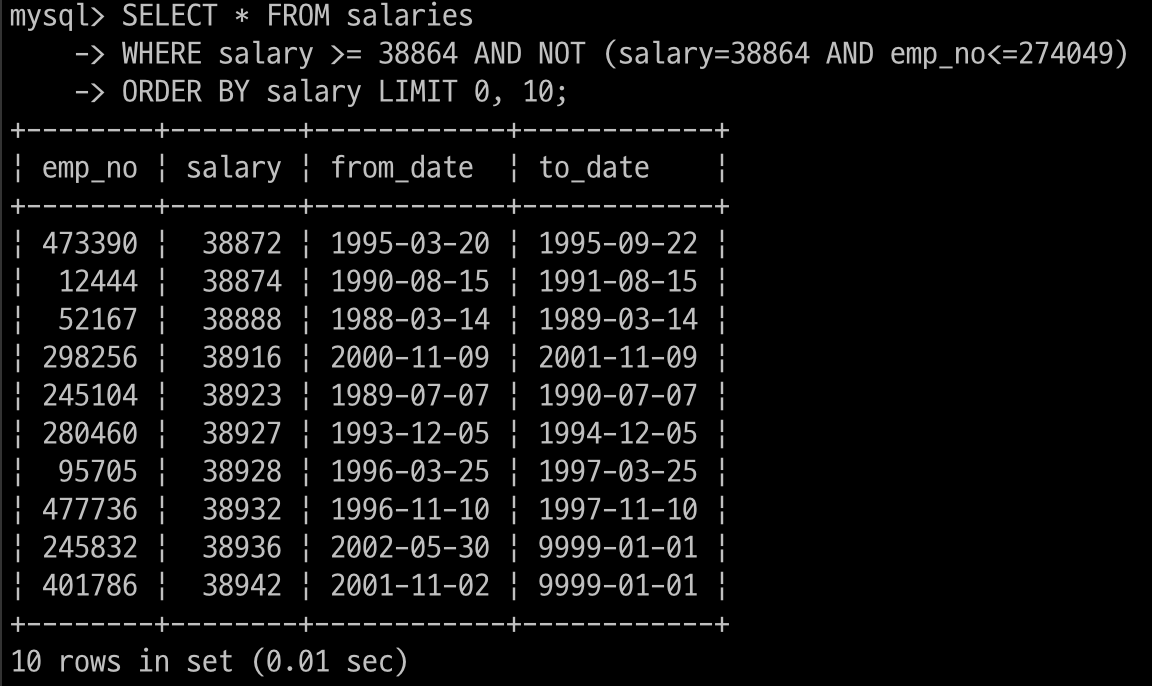 mysql> SELECT * FROM salaries
    -> WHERE salary >= 38864 AND NOT (salary=38864 AND emp_no<=274049)
    -> ORDER BY salary LIMIT 0, 10;
+--------+--------+------------+------------+
¦ emp_no ¦ salary ¦ from_date  ¦ to_date    ¦
+--------+--------+------------+------------+
¦ 473390 ¦  38872 ¦ 1995-03-20 ¦ 1995-09-22 ¦
¦  12444 ¦  38874 ¦ 1990-08-15 ¦ 1991-08-15 ¦
¦  52167 ¦  38888 ¦ 1988-03-14 ¦ 1989-03-14 ¦
¦ 298256 ¦  38916 ¦ 2000-11-09 ¦ 2001-11-09 ¦
¦ 245104 ¦  38923 ¦ 1989-07-07 ¦ 1990-07-07 ¦
¦ 280460 ¦  38927 ¦ 1993-12-05 ¦ 1994-12-05 ¦
¦  95705 ¦  38928 ¦ 1996-03-25 ¦ 1997-03-25 ¦
¦ 477736 ¦  38932 ¦ 1996-11-10 ¦ 1997-11-10 ¦
¦ 245832 ¦  38936 ¦ 2002-05-30 ¦ 9999-01-01 ¦
¦ 401786 ¦  38942 ¦ 2001-11-02 ¦ 9999-01-01 ¦
+--------+--------+------------+------------+
10 rows in set (0.01 sec)